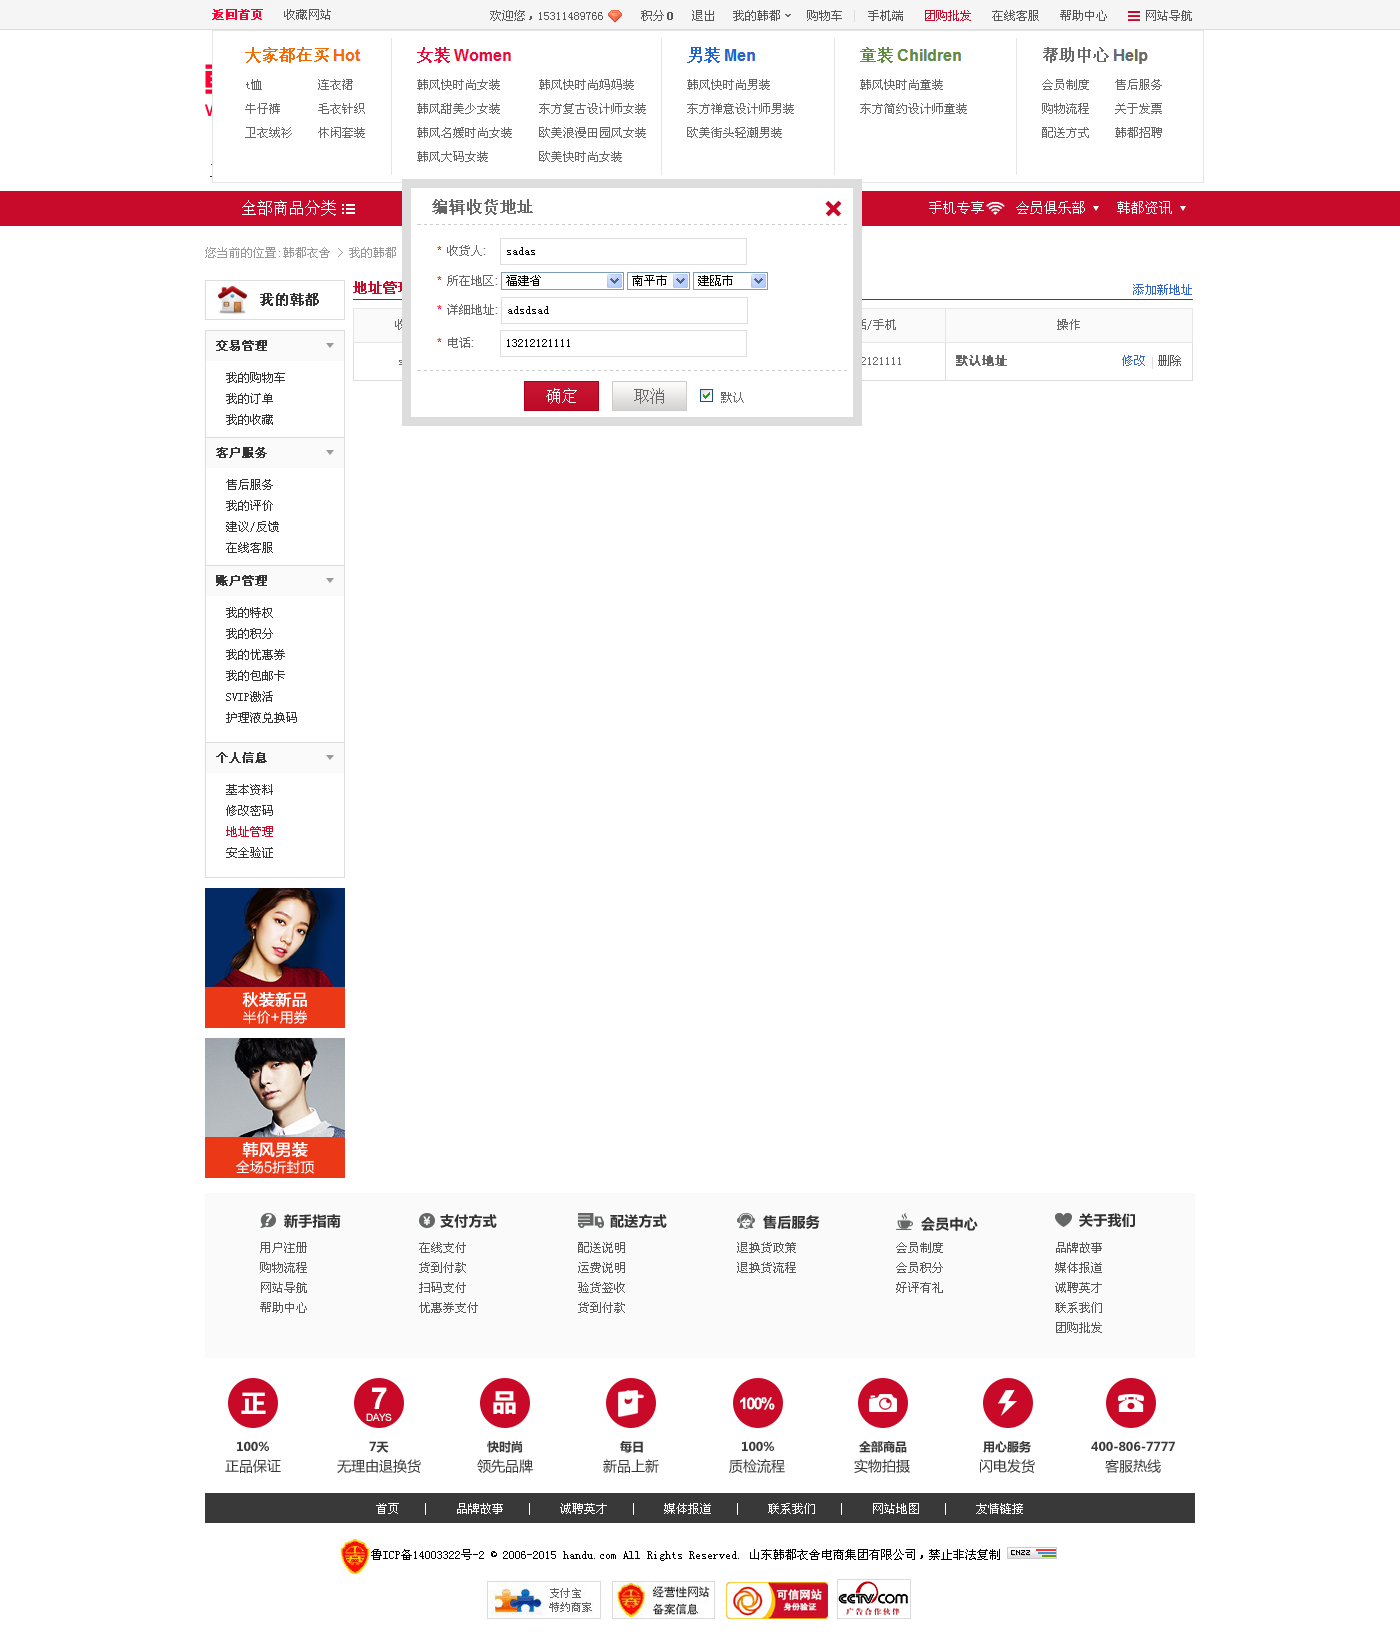 返回首页 收藏网站 欢迎您，15311489766 积分0 退出 我的韩都 购物车 手机端 团购批发 在线客服 帮助中心 网站导航
大家都在买 Hot 女装 Women 男装 Men 童装 Children 帮助中心 Help
t恤 连衣裙 韩风快时尚女装 韩风快时尚妈妈装 韩风快时尚男装 韩风快时尚童装 会员制度 售后服务
牛仔裤 毛衣针织 韩风甜美少女装 东方复古设计师女装 东方禅意设计师男装 东方简约设计师童装 购物流程 关于发票
卫衣绒衫 休闲套装 韩风名媛时尚女装 欧美浪漫田园风女装 欧美街头轻潮男装 配送方式 韩都招聘
韩风大码女装 欧美快时尚女装
全部商品分类 手机专享 会员俱乐部 韩都资讯
编辑收货地址
* 收货人: sadas
* 所在地区: 福建省 南平市 建瓯市
* 详细地址: adsdsad
* 电话: 13212121111
确定 取消 默认
您当前的位置:韩都衣舍 > 我的韩都
地址管理 添加新地址
话/手机 操作
2121111 默认地址 修改 | 删除
我的韩都
交易管理
我的购物车
我的订单
我的收藏
客户服务
售后服务
我的评价
建议/反馈
在线客服
账户管理
我的特权
我的积分
我的优惠券
我的包邮卡
SVIP激活
护理液兑换码
个人信息
基本资料
修改密码
地址管理
安全验证
秋装新品
半价+用券
韩风男装
全场5折封顶
新手指南 支付方式 配送方式 售后服务 会员中心 关于我们
用户注册 在线支付 配送说明 退换货政策 会员制度 品牌故事
购物流程 货到付款 运费说明 退换货流程 会员积分 媒体报道
网站导航 扫码支付 验货签收 好评有礼 诚聘英才
帮助中心 优惠券支付 货到付款 联系我们
团购批发
正 7 DAYS 品 100%
100% 7天 快时尚 每日 100% 全部商品 用心服务 400-806-7777
正品保证 无理由退换货 领先品牌 新品上新 质检流程 实物拍摄 闪电发货 客服热线
首页 | 品牌故事 | 诚聘英才 | 媒体报道 | 联系我们 | 网站地图 | 友情链接
鲁ICP备14003322号-2 © 2006-2015 handu.com All Rights Reserved. 山东韩都衣舍电商集团有限公司，禁止非法复制 CNZZ
支付宝 特约商家 经营性网站 备案信息 可信网站 身份验证 CCTV.com 广告合作伙伴